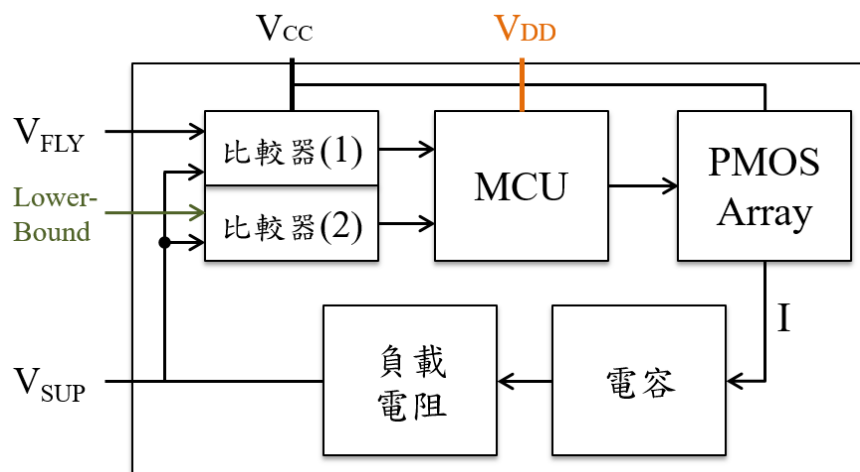 VCC
VDD
VFLY
比較器(1)
MCU
PMOS
Array
Lower-
Bound
比較器(2)
I
VSUP
負載
電阻
電容